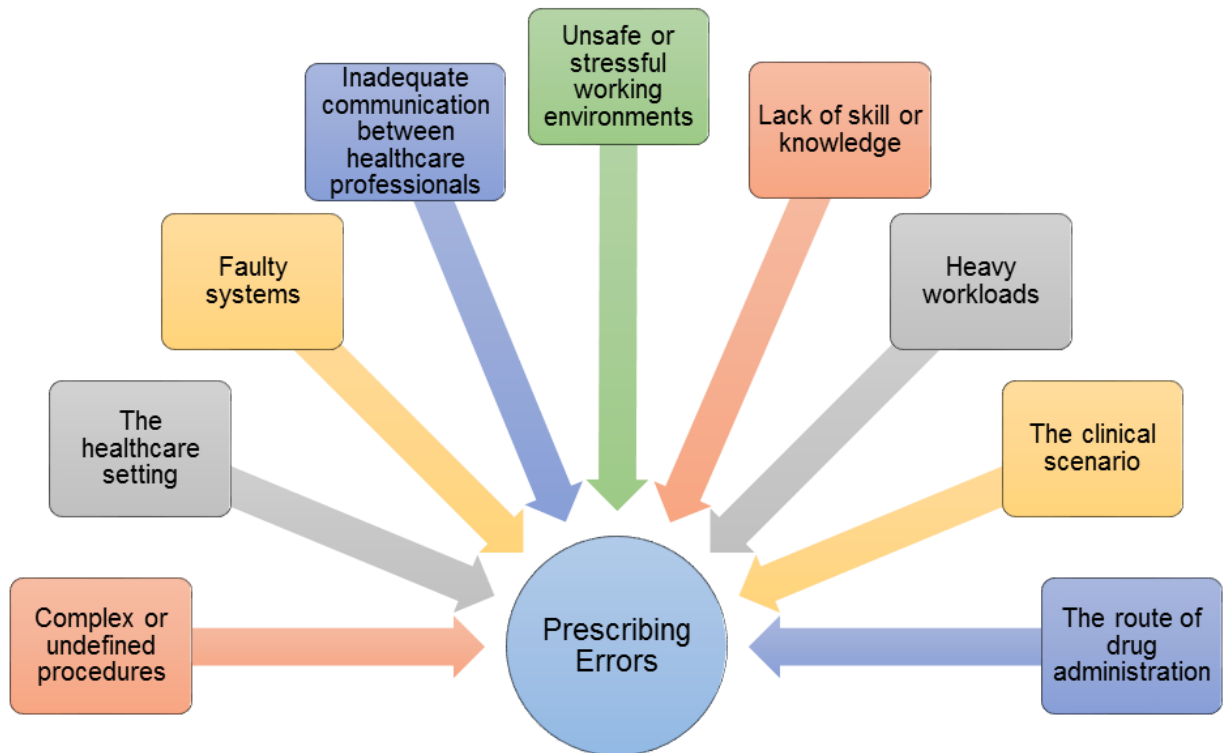 Unsafe or
stressful
working
environments
Inadequate
communication
between
healthcare
professionals
Lack of skill or
knowledge
Faulty
systems
Heavy
workloads
The
healthcare
setting
The clinical
scenario
Complex or
undefined
procedures
Prescribing
Errors
The route of
drug
administration